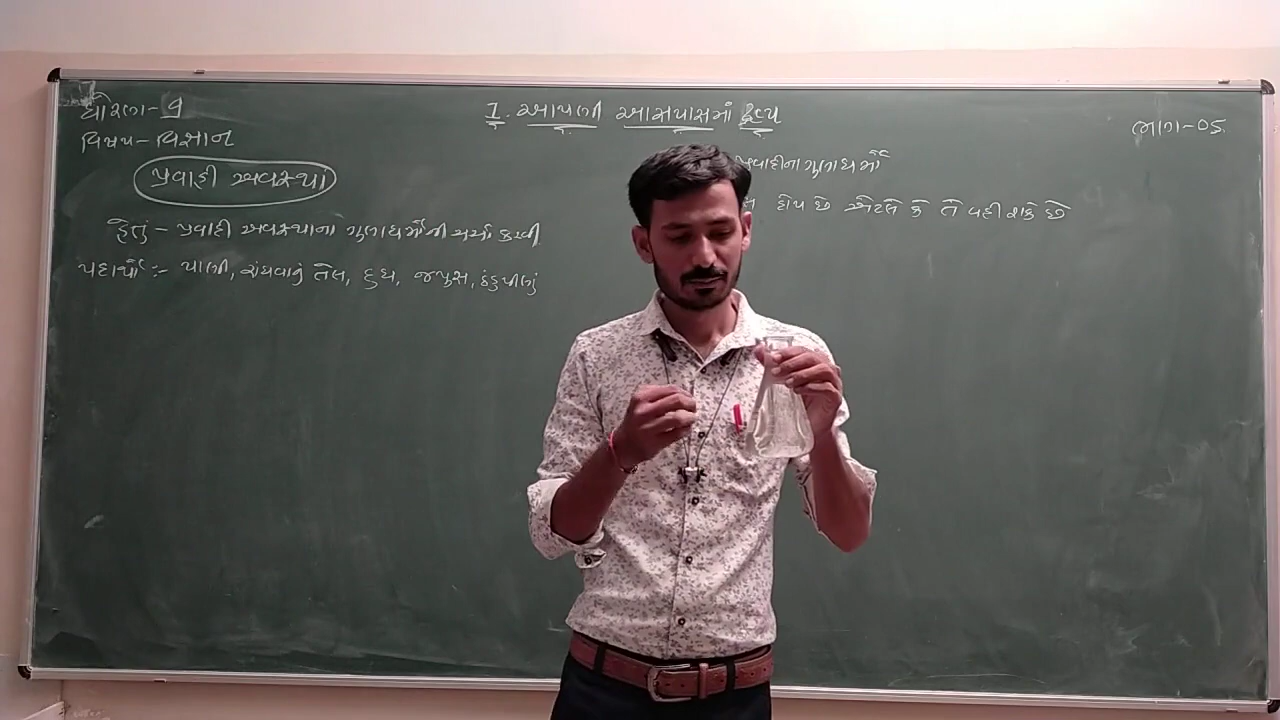 ધોરણ - 9
વિષય - વિજ્ઞાન
1. આપણી આસપાસમાં દ્રવ્ય
ભાગ - 05
પ્રવાહી અવસ્થા
હેતું - પ્રવાહી અવસ્થાના ગુણધર્મોની ચર્ચા કરવી.
પદાર્થો :- પાણી, રાંધવાનું તેલ, દુધ, જ્યુસ, ઠંડુપીણું
પ્રવાહીના ગુણધર્મો
હોય છે એટલે કે તે વહી શકે છે